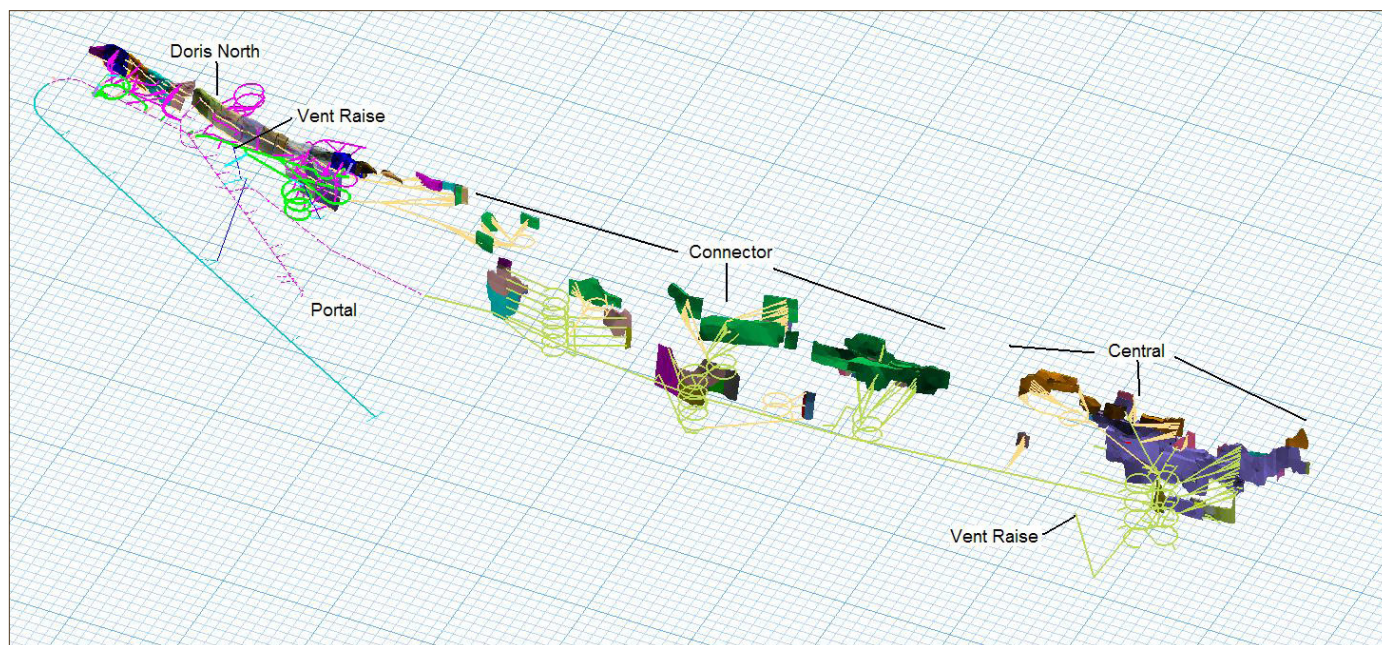 Doris North
Vent Raise
Connector
Portal
Central
Vent Raise